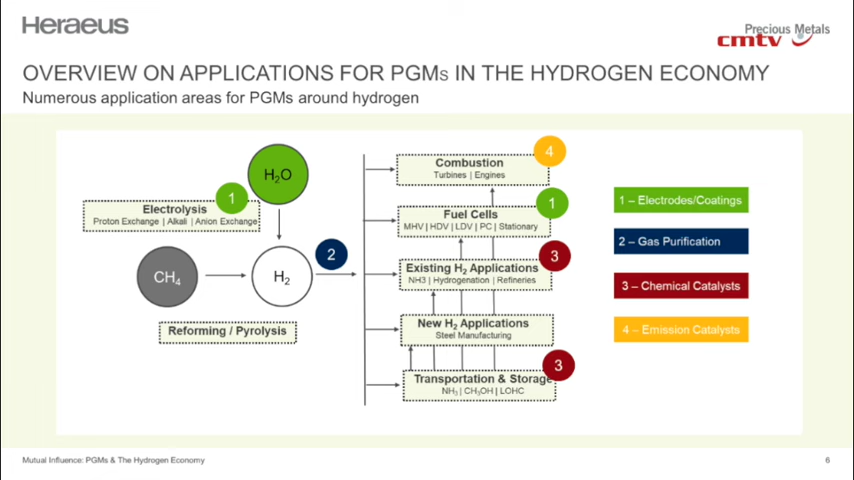 Heraeus
Precious Metals
cmtv
OVERVIEW ON APPLICATIONS FOR PGMs IN THE HYDROGEN ECONOMY
Numerous application areas for PGMs around hydrogen
H₂O
1
Electrolysis
Proton Exchange | Alkali | Anion Exchange
CH₄
H₂
2
Reforming / Pyrolysis
4
Combustion
Turbines | Engines
1
Fuel Cells
MHV | HDV | LDV | PC | Stationary
3
Existing H₂ Applications
NH3 | Hydrogenation | Refineries
New H₂ Applications
Steel Manufacturing
3
Transportation & Storage
NH₃ | CH₃OH | LOHC
1 – Electrodes/Coatings
2 – Gas Purification
3 – Chemical Catalysts
4 – Emission Catalysts
Mutual Influence: PGMs & The Hydrogen Economy
6